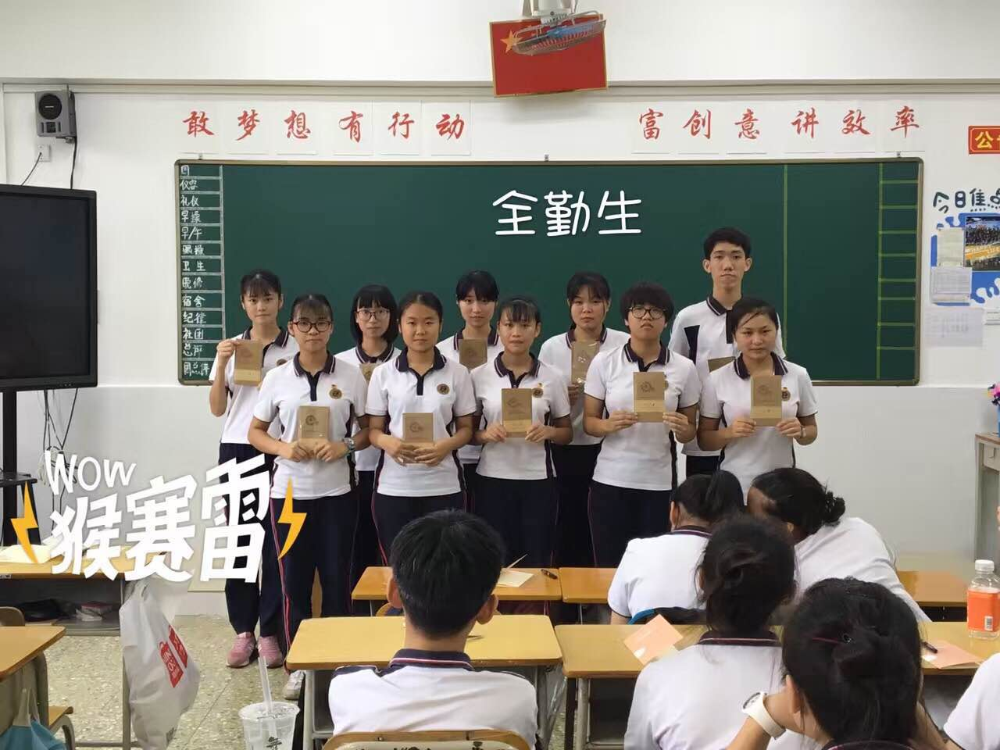 敢梦想有行动 富创意讲效率
公
今日焦点
全勤生
仪容
礼仪
早操
早/午
眼操
卫生
晚修
宿舍
纪律
社团
总评
WOW
猴赛雷